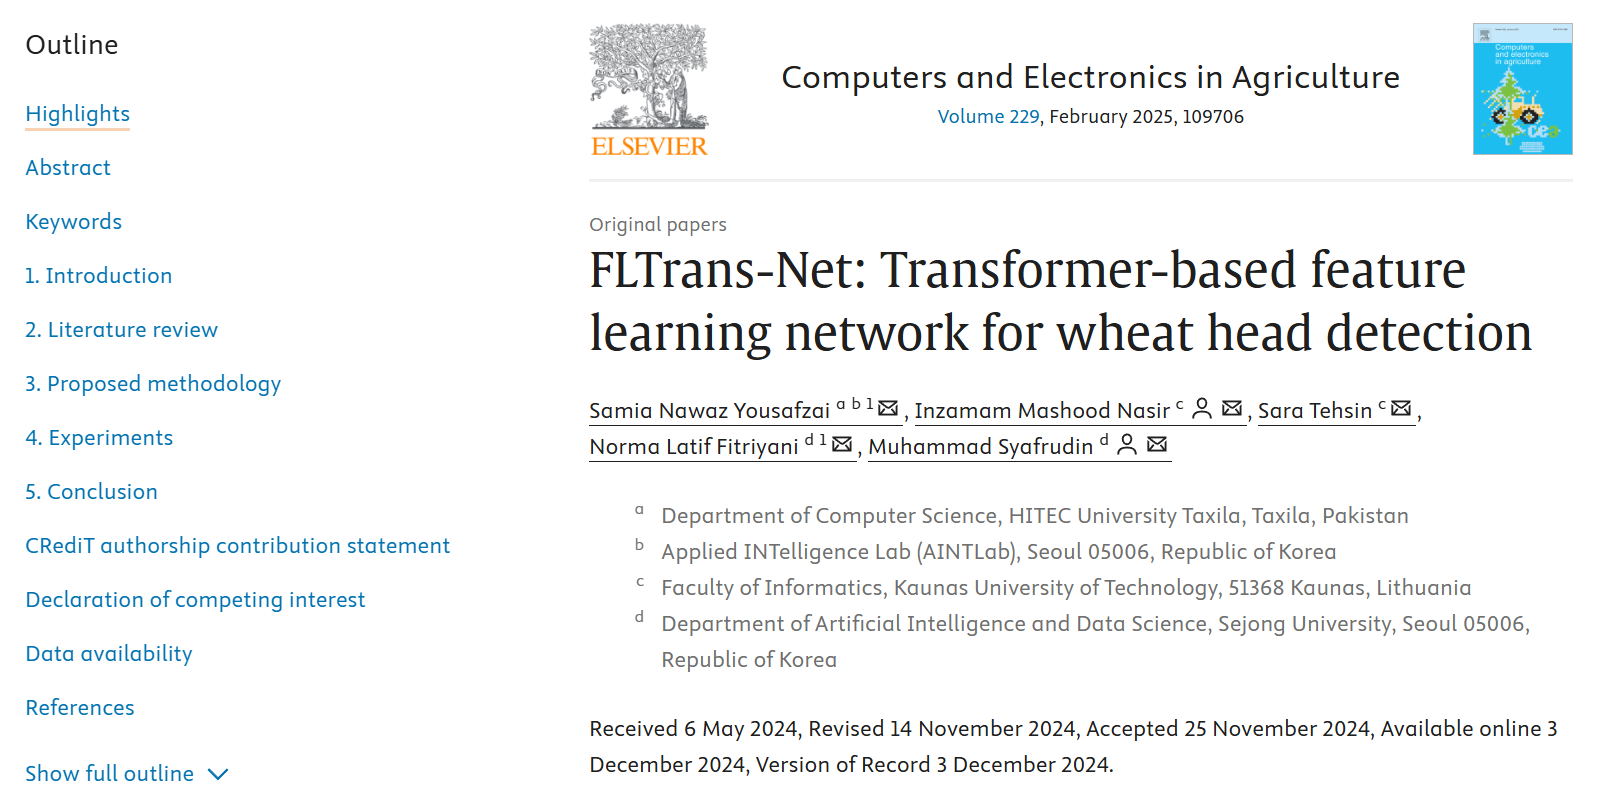 Outline
Highlights
Abstract
Keywords
1. Introduction
2. Literature review
3. Proposed methodology
4. Experiments
5. Conclusion
CRediT authorship contribution statement
Declaration of competing interest
Data availability
References
Show full outline
ELSEVIER
Computers and Electronics in Agriculture
Volume 229, February 2025, 109706
Computers
and electronics
in agriculture
cea
Original papers
FLTrans-Net: Transformer-based feature
learning network for wheat head detection
Samia Nawaz Yousafzai a b 1, Inzamam Mashood Nasir c, Sara Tehsin c,
Norma Latif Fitriyani d 1, Muhammad Syafrudin d
a Department of Computer Science, HITEC University Taxila, Taxila, Pakistan
b Applied INTelligence Lab (AINTLab), Seoul 05006, Republic of Korea
c Faculty of Informatics, Kaunas University of Technology, 51368 Kaunas, Lithuania
d Department of Artificial Intelligence and Data Science, Sejong University, Seoul 05006,
Republic of Korea
Received 6 May 2024, Revised 14 November 2024, Accepted 25 November 2024, Available online 3
December 2024, Version of Record 3 December 2024.